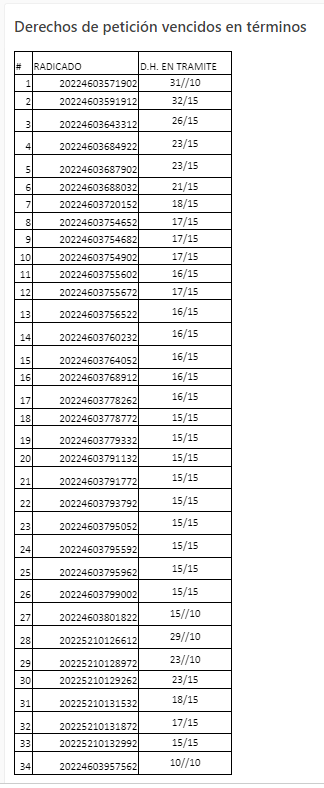 Derechos de petición vencidos en términos
# RADICADO D.H. EN TRAMITE
1 20224603571902 31//10
2 20224603591912 32/15
3 20224603643312 26/15
4 20224603684922 23/15
5 20224603687902 23/15
6 20224603688032 21/15
7 20224603720152 18/15
8 20224603754652 17/15
9 20224603754682 17/15
10 20224603754902 17/15
11 20224603755602 16/15
12 20224603755672 17/15
13 20224603756522 16/15
14 20224603760232 16/15
15 20224603764052 16/15
16 20224603768912 16/15
17 20224603778262 16/15
18 20224603778772 15/15
19 20224603779332 15/15
20 20224603791132 15/15
21 20224603791772 15/15
22 20224603793792 15/15
23 20224603795052 15/15
24 20224603795592 15/15
25 20224603795962 15/15
26 20224603799002 15/15
27 20224603801822 15//10
28 20225210126612 29//10
29 20225210128972 23//10
30 20225210129262 23/15
31 20225210131532 18/15
32 20225210131872 17/15
33 20225210132992 15/15
34 20224603957562 10//10